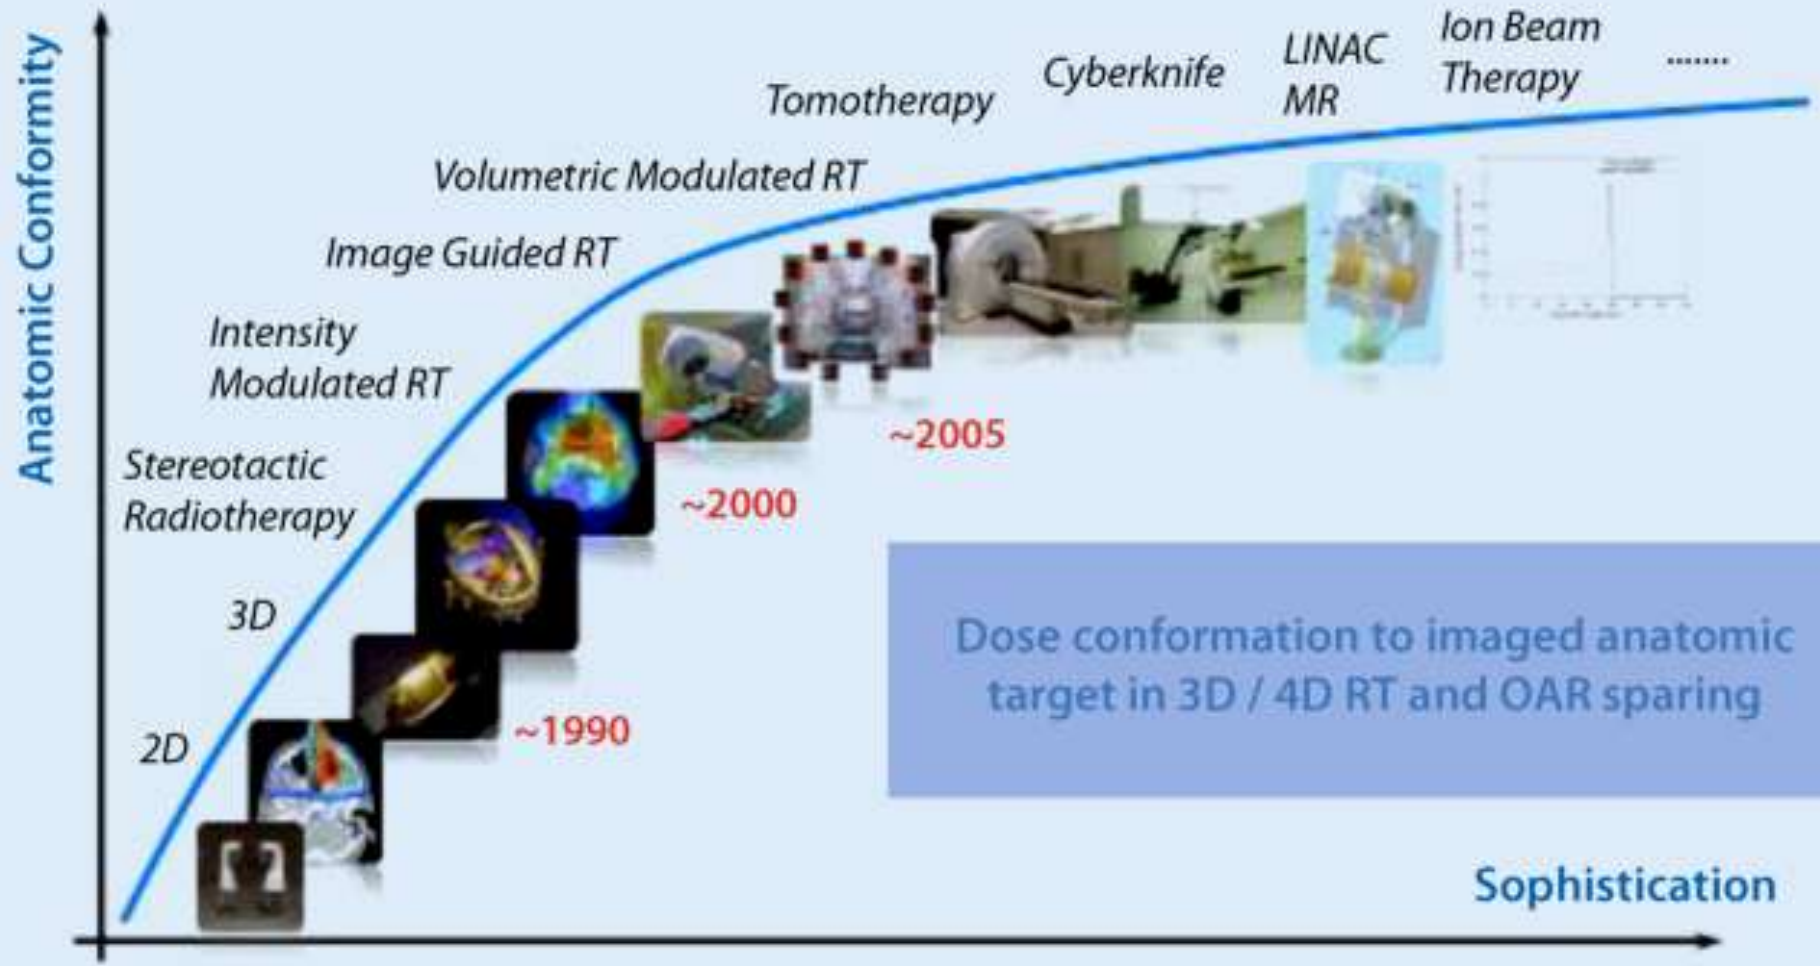 Anatomic Conformity
Ion Beam
Therapy
.......
LINAC
MR
Cyberknife
Tomotherapy
Volumetric Modulated RT
Image Guided RT
Intensity
Modulated RT
Stereotactic
Radiotherapy
3D
2D
~2005
~2000
~1990
Dose conformation to imaged anatomic
target in 3D / 4D RT and OAR sparing
Sophistication